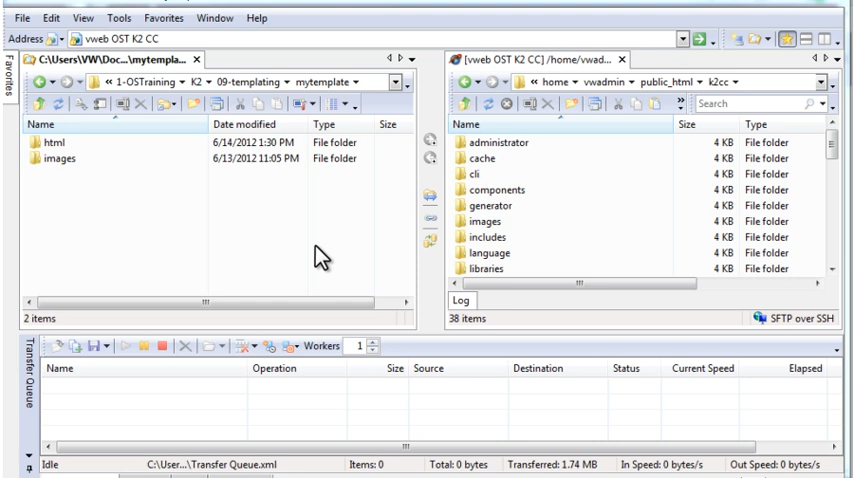 File Edit View Tools Favorites Window Help
Address vweb OST K2 CC
Favorites
C:\Users\VW\Doc...\mytempla...
« 1-OSTraining K2 09-templating mytemplate
Name Date modified Type Size
html 6/14/2012 1:30 PM File folder
images 6/13/2012 11:05 PM File folder
2 items
[vweb OST K2 CC] /home/vwad...
« home vwadmin public_html k2cc
» Search
Name Size Type
administrator 4 KB File folder
cache 4 KB File folder
cli 4 KB File folder
components 4 KB File folder
generator 4 KB File folder
images 4 KB File folder
includes 4 KB File folder
language 4 KB File folder
libraries 4 KB File folder
Log
38 items SFTP over SSH
Transfer Queue
Workers 1
Name Operation Size Source Destination Status Current Speed Elapsed
Idle C:\User...\Transfer Queue.xml Items: 0 Total: 0 bytes Transferred: 1.74 MB In Speed: 0 bytes/s Out Speed: 0 bytes/s